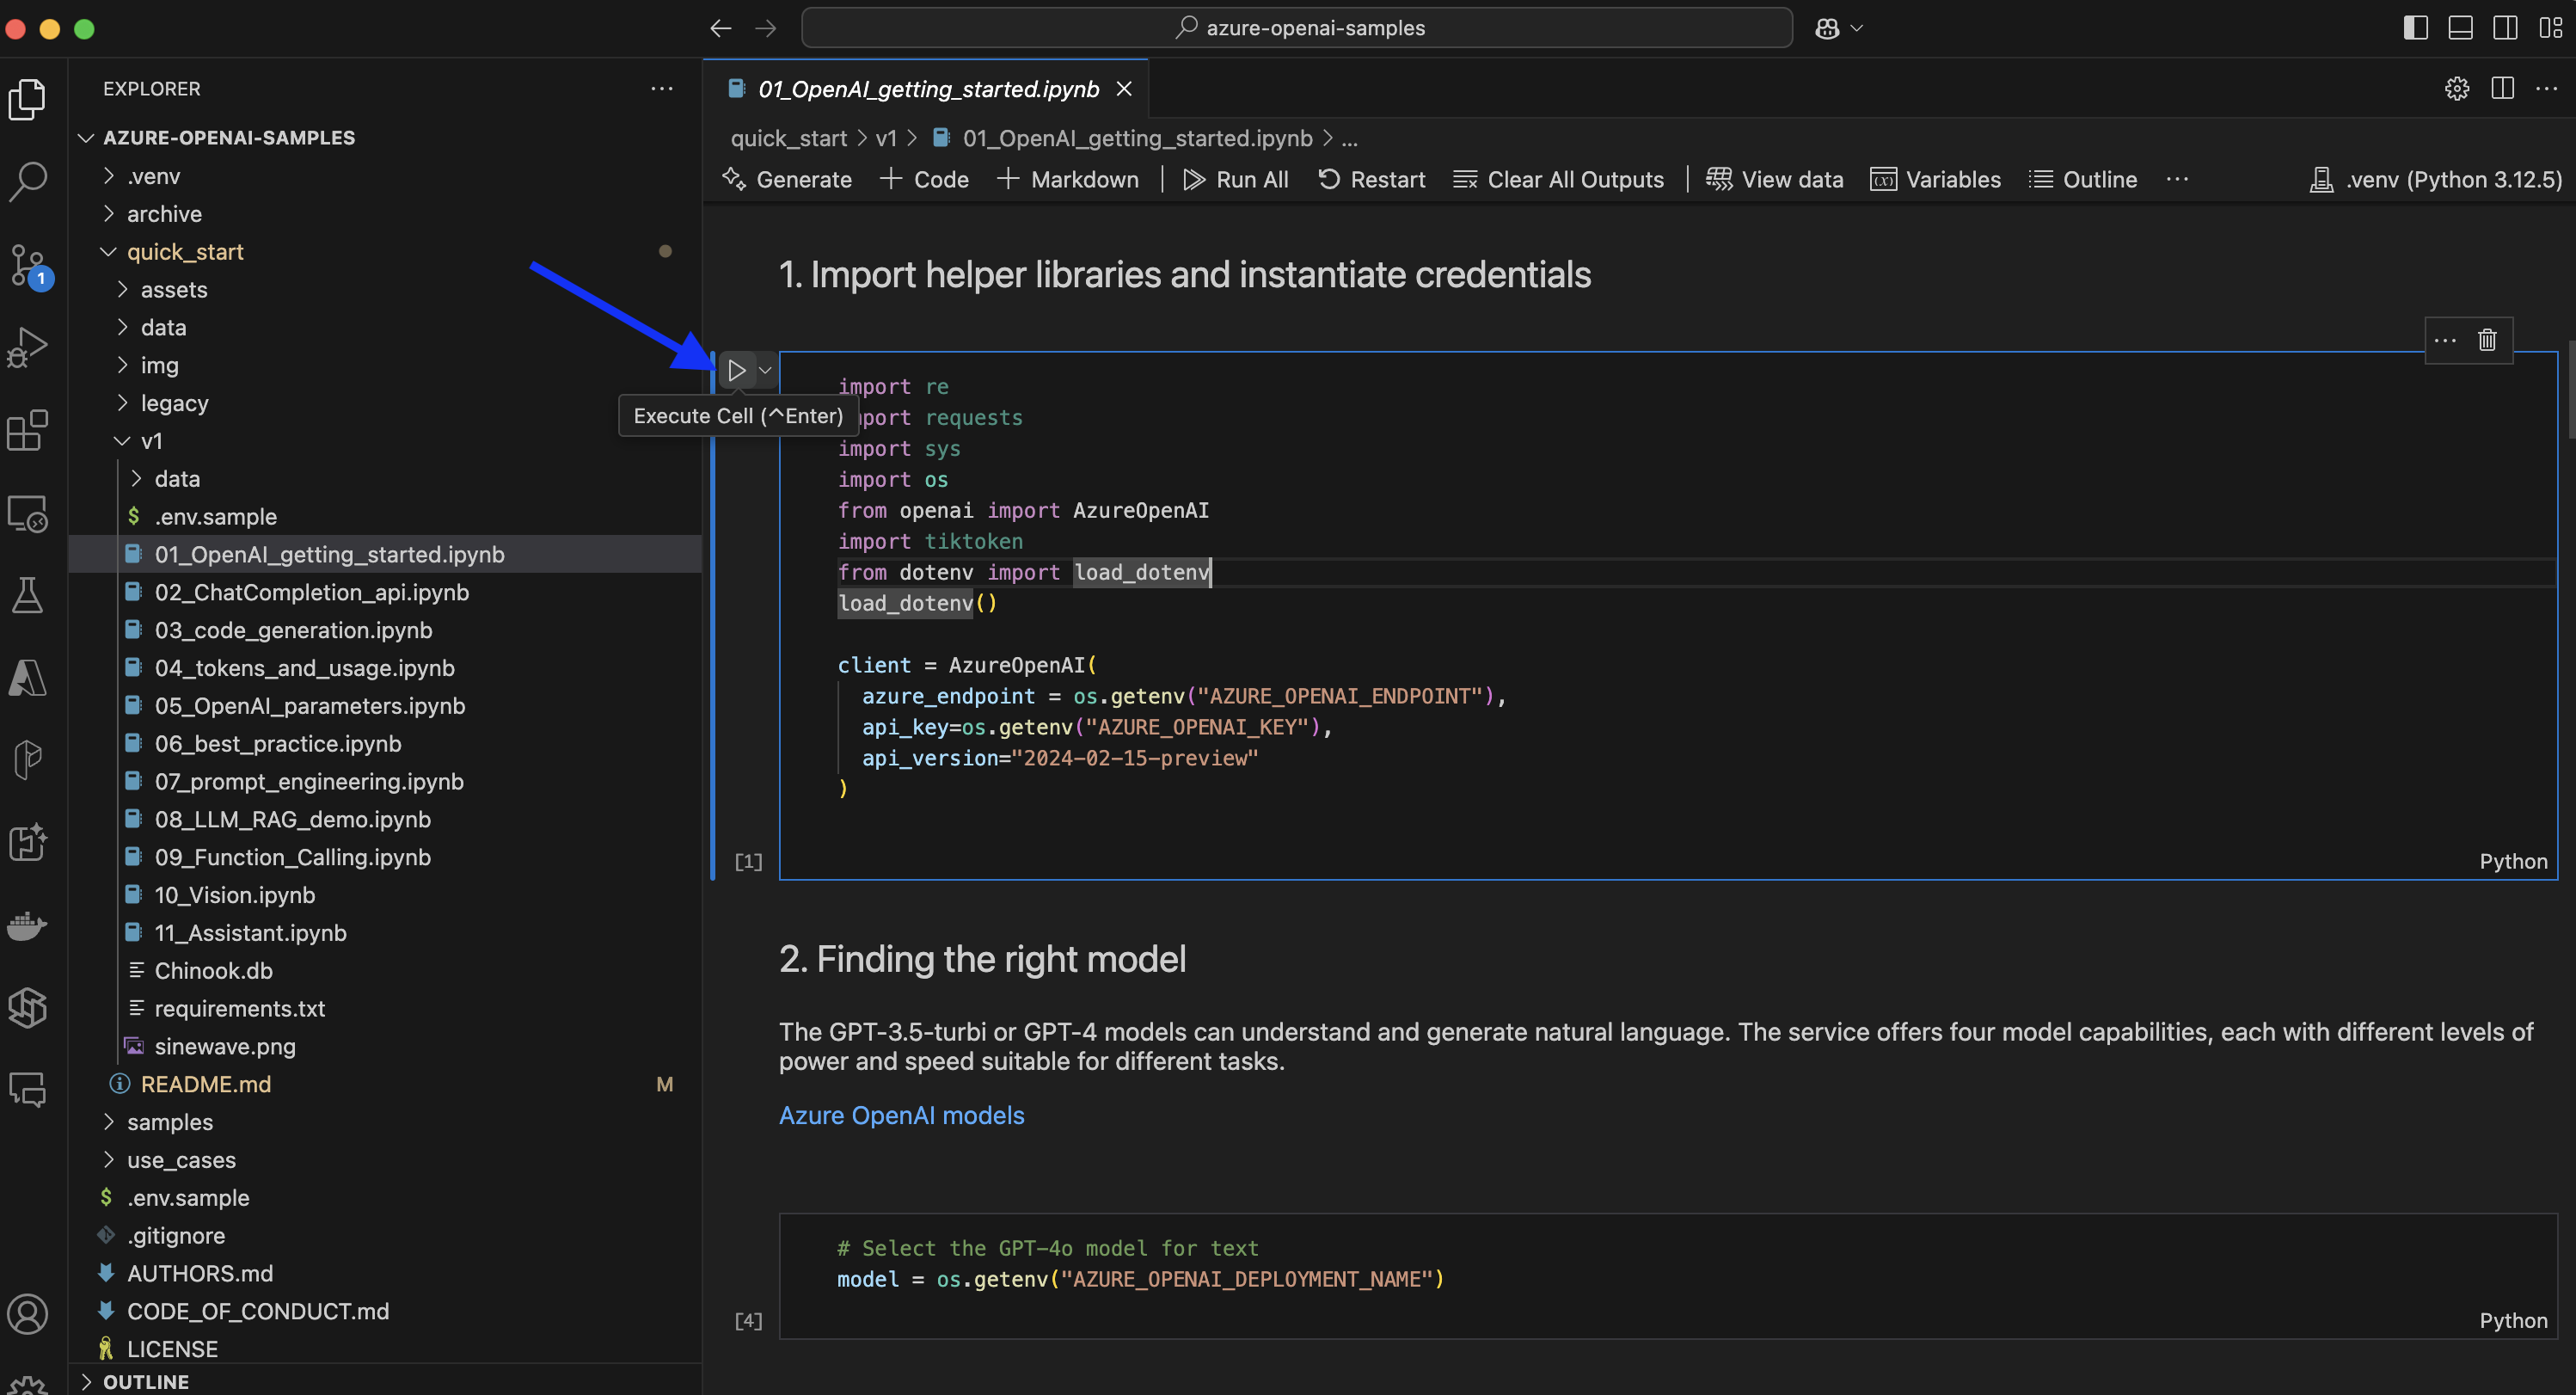 azure-openai-samples
EXPLORER
01_OpenAI_getting_started.ipynb
AZURE-OPENAI-SAMPLES
.venv
archive
quick_start
assets
data
img
legacy
v1
data
.env.sample
01_OpenAI_getting_started.ipynb
02_ChatCompletion_api.ipynb
03_code_generation.ipynb
04_tokens_and_usage.ipynb
05_OpenAI_parameters.ipynb
06_best_practice.ipynb
07_prompt_engineering.ipynb
08_LLM_RAG_demo.ipynb
09_Function_Calling.ipynb
10_Vision.ipynb
11_Assistant.ipynb
Chinook.db
requirements.txt
sinewave.png
README.md M
samples
use_cases
.env.sample
.gitignore
AUTHORS.md
CODE_OF_CONDUCT.md
LICENSE
OUTLINE
1
quick_start > v1 > 01_OpenAI_getting_started.ipynb > ...
Generate + Code + Markdown | Run All Restart Clear All Outputs | View data Variables Outline ... .venv (Python 3.12.5)
1. Import helper libraries and instantiate credentials
Execute Cell (^Enter)
import re
port requests
import sys
import os
from openai import AzureOpenAI
import tiktoken
from dotenv import load_dotenv
load_dotenv()
client = AzureOpenAI(
azure_endpoint = os.getenv("AZURE_OPENAI_ENDPOINT"),
api_key=os.getenv("AZURE_OPENAI_KEY"),
api_version="2024-02-15-preview"
)
[1] Python
2. Finding the right model
The GPT-3.5-turbi or GPT-4 models can understand and generate natural language. The service offers four model capabilities, each with different levels of
power and speed suitable for different tasks.
Azure OpenAI models
# Select the GPT-4o model for text
model = os.getenv("AZURE_OPENAI_DEPLOYMENT_NAME")
[4] Python